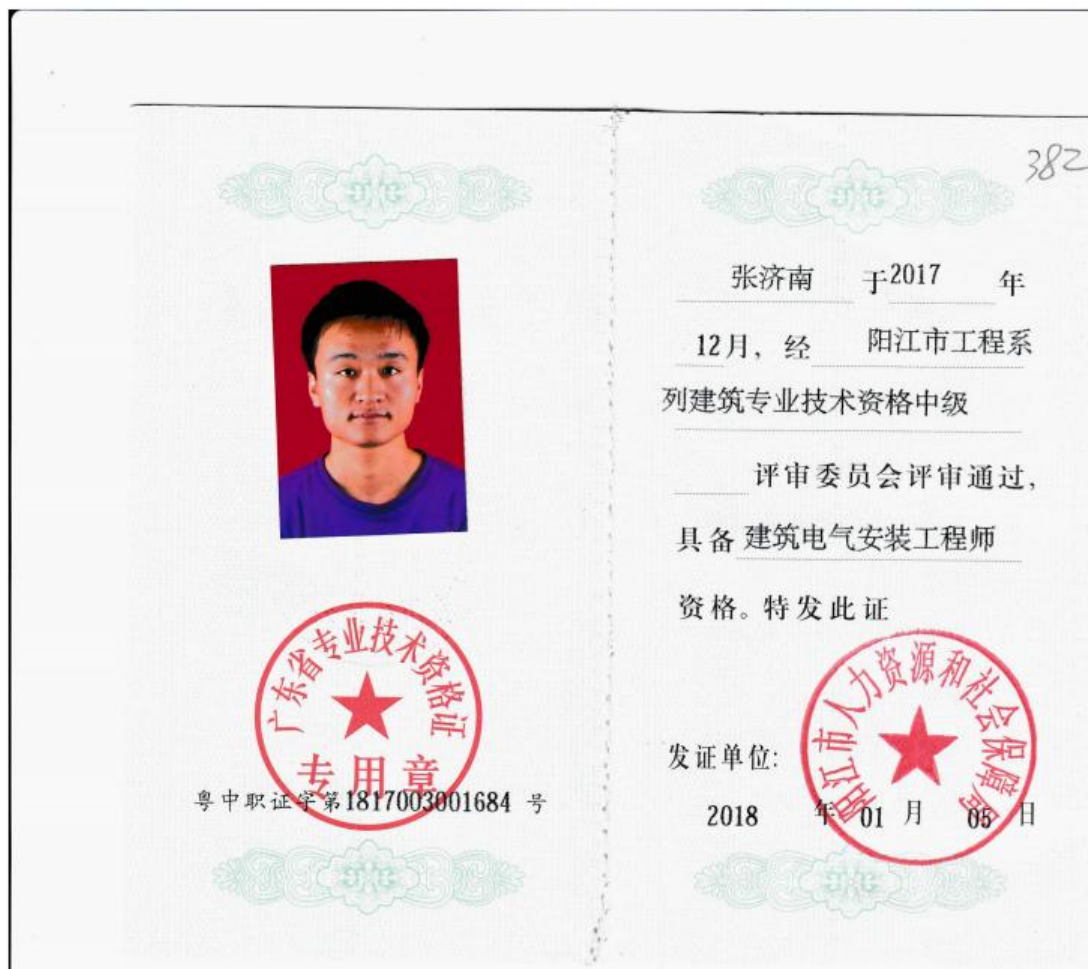 广东省专业技术资格证
专用章
粤中职证字第1817003001684 号
382
张济南 于2017 年
12月，经 阳江市工程系
列建筑专业技术资格中级
评审委员会评审通过，
具备建筑电气安装工程师
资格。特发此证
阳江市人力资源和社会保障局
发证单位:
2018 年 01 月 05 日